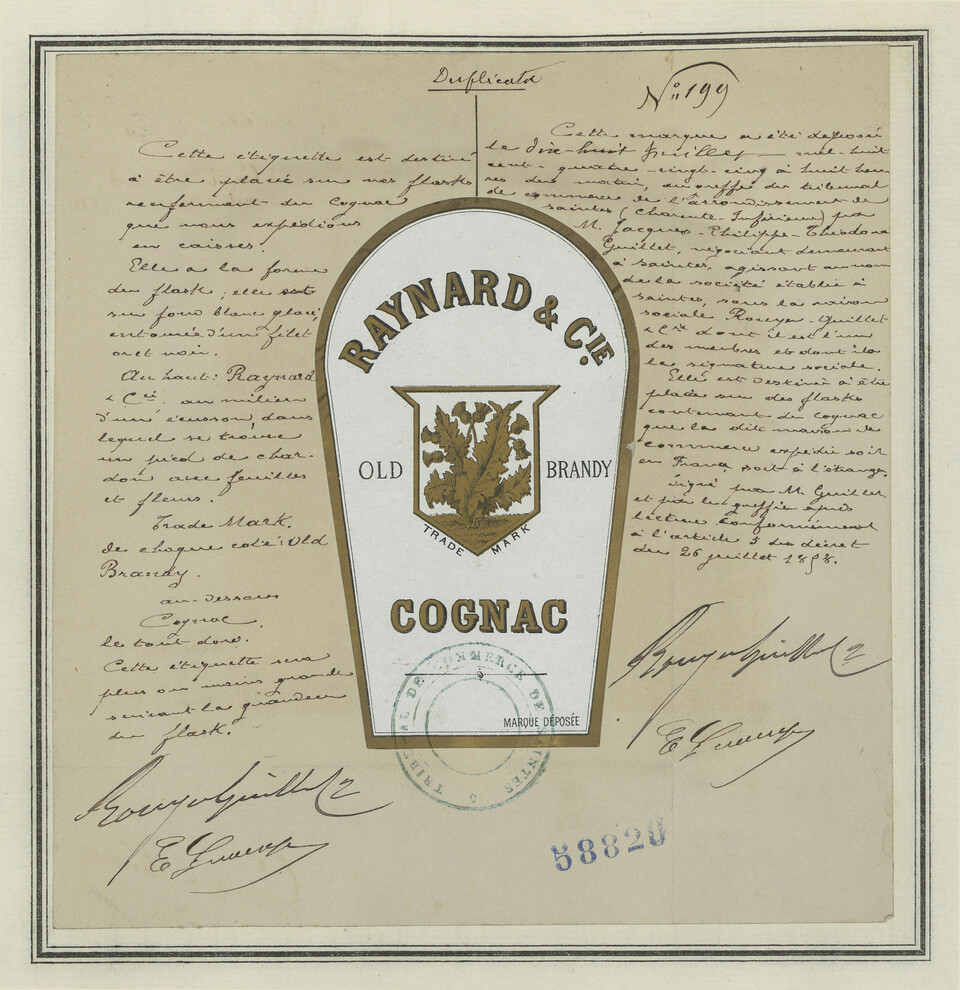 Duplicata
N° 199
Cette étiquette est destinée
à être placée sur nos flasks
renfermant du Cognac
que nous expédions
en caisses.
Elle a la forme
du flask, elle est
sur fond blanc glacé
entourée d'un filet
or et noir.
Au haut: Raynard
& Cie, au milieu
d'un écusson, dans
lequel se trouve
un pied de char-
don avec feuilles
et fleurs.
Trade Mark.
de chaque coté: Old
Brandy.
au-dessous
Cognac.
le tout doré.
Cette étiquette sera
plus ou moins grande
suivant la grandeur
du flask.
Rouyer Guillet & Cie
RAYNARD & CIE.
OLD BRANDY
TRADE MARK
COGNAC
MARQUE DÉPOSÉE
TRIBUNAL DE COMMERCE DE SAINTES
Cette marque a été déposée
le dix-huit Juillet mil-huit
cent-quatre-vingt-cinq à huit heu-
res du matin, au greffe du tribunal
de commerce de l'arrondissement de
Saintes (Charente-Inférieure) par
M. Jacques-Philippe-Théodore
Guillet, négociant demeurant
à Saintes, agissant au nom
de la société établie à
Saintes, sous la raison
sociale Rouyer-Guillet
& Cie dont il est l'un
des membres et dont il a
la signature sociale.
Elle est destinée à être
placée sur des flasks
contenant du cognac
que la dite maison de
commerce expédie soit
en France soit à l'étranger.
signé par M. Guillet
et par le greffier après
lecture conformément
à l'article 5 du décret
du 26 juillet 1858.
Rouyer Guillet & Cie
58820